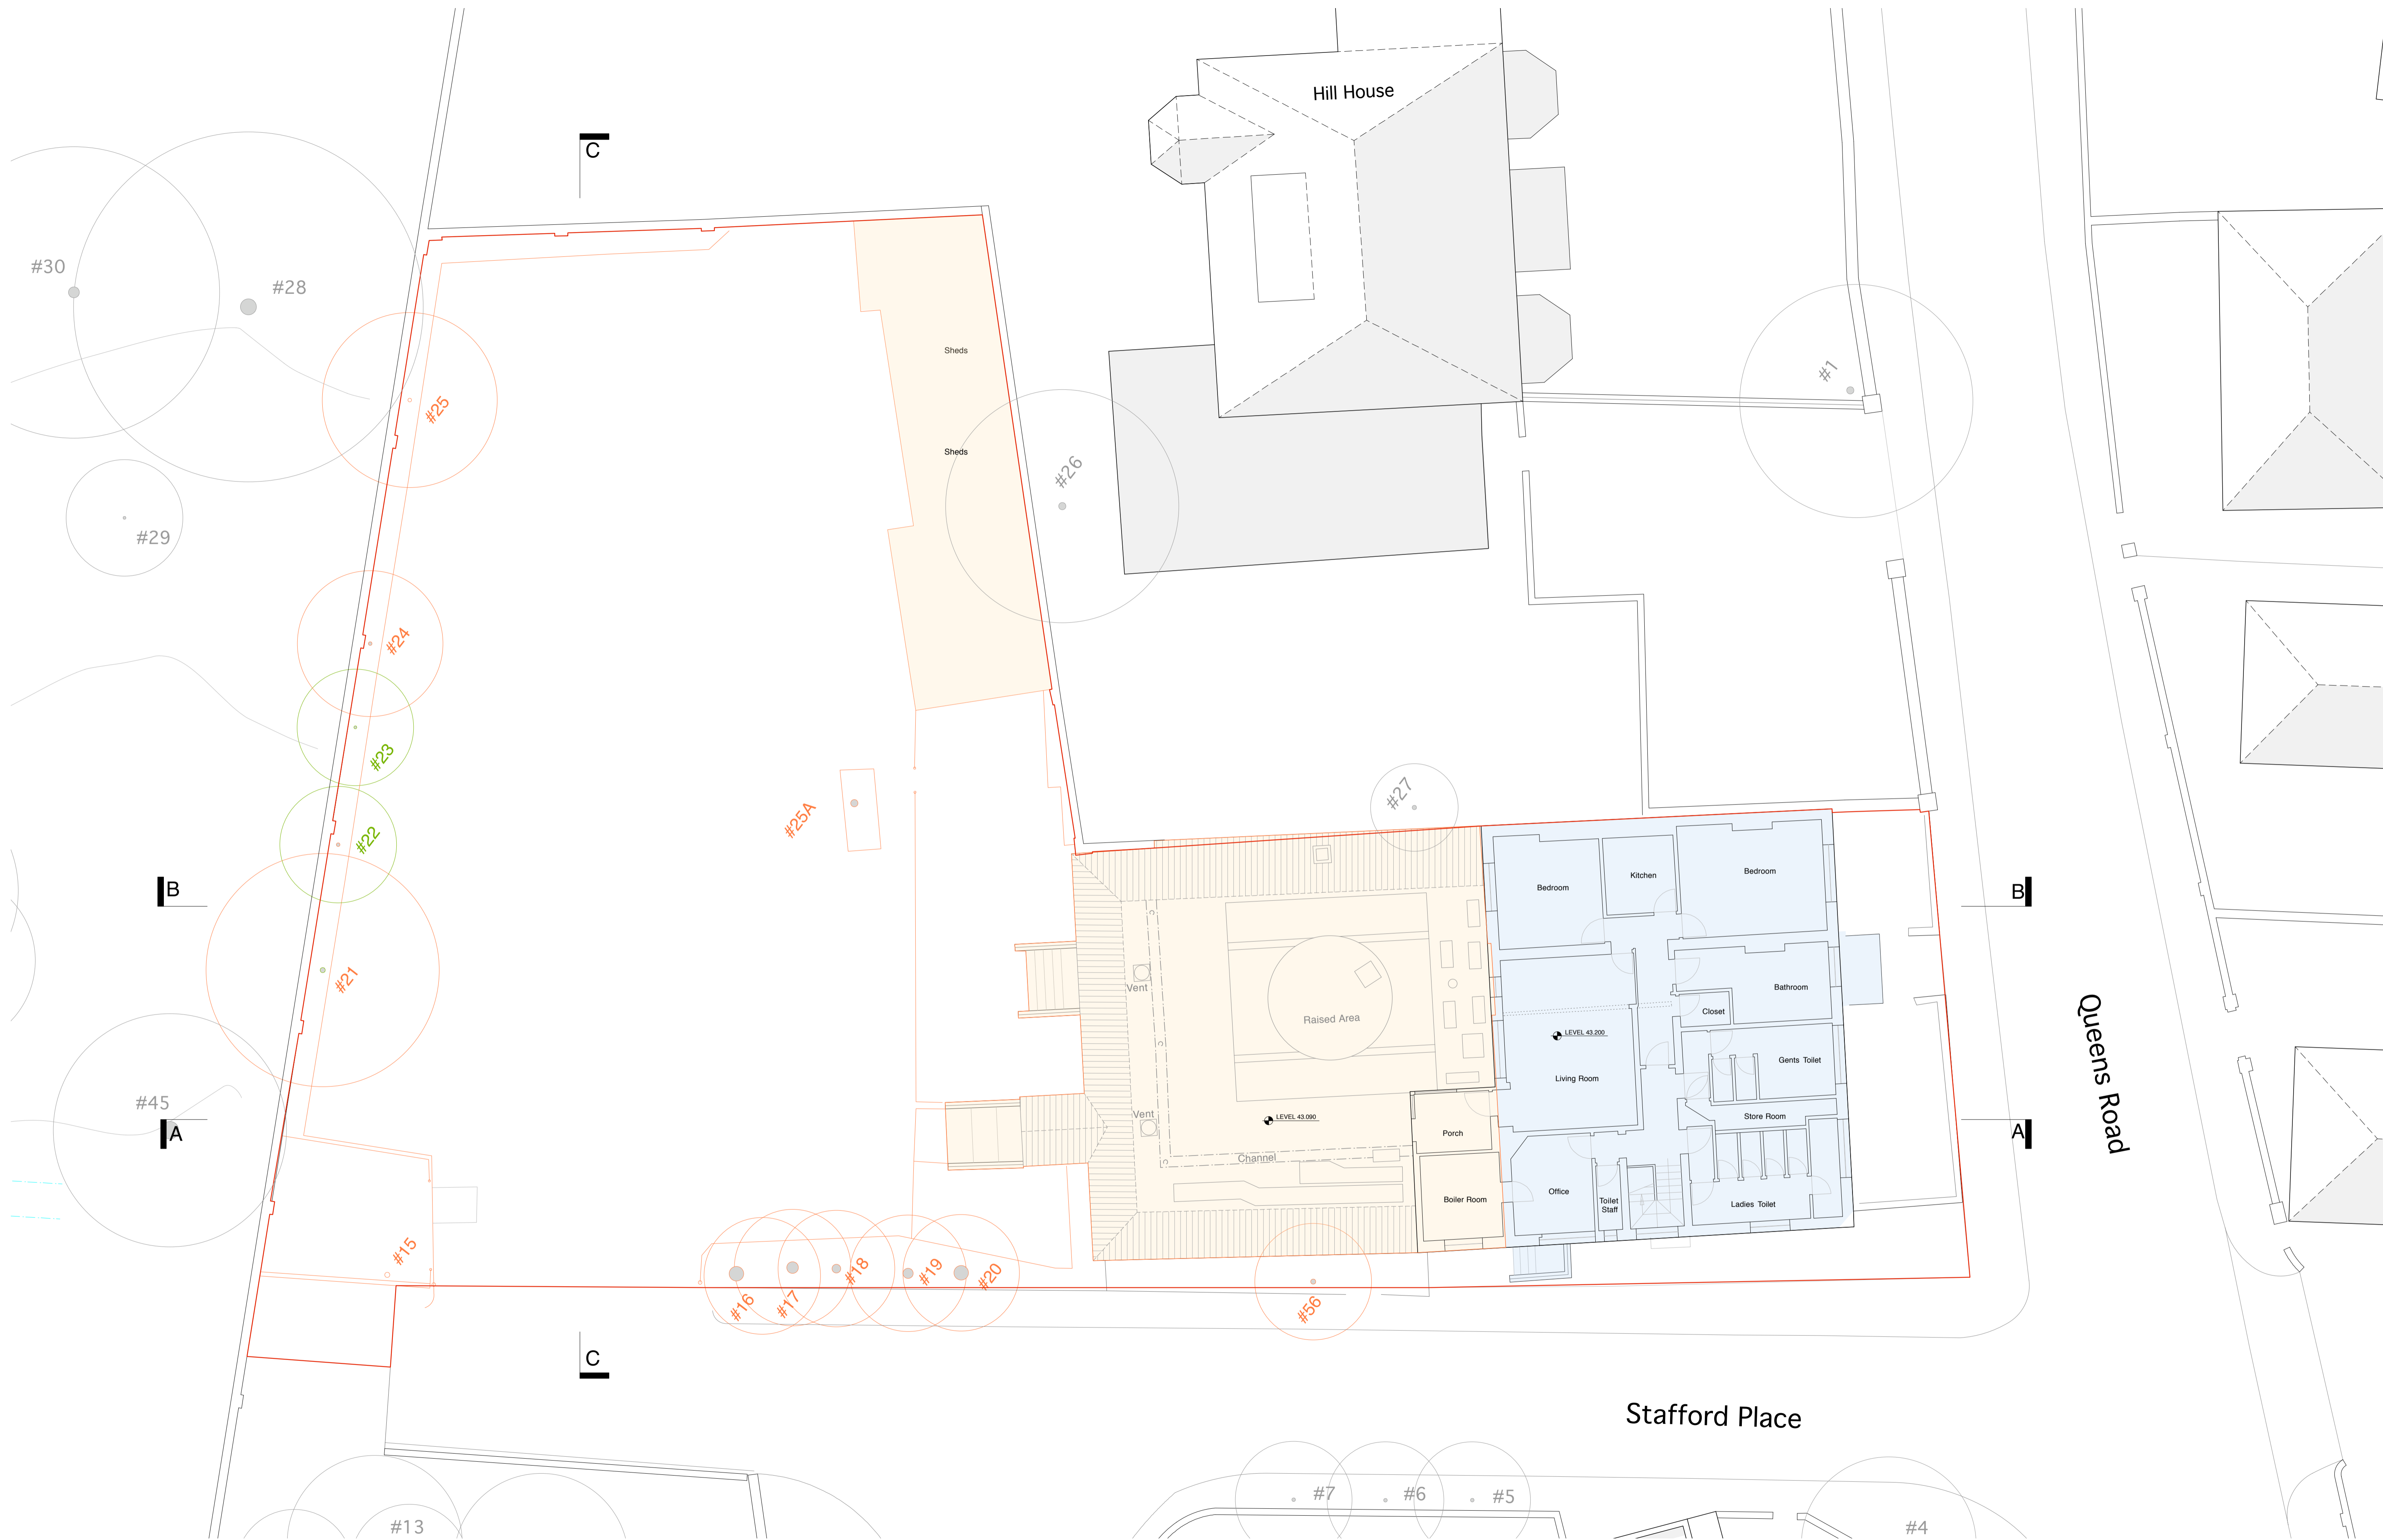 Hill House
C
#30
#28
#1
Sheds
#25
Sheds
#26
#29
#24
#23
#27
#25A
#22
Bedroom
Kitchen
Bedroom
B
B
#21
Vent
Raised Area
Bathroom
Closet
LEVEL 43.200
Gents Toilet
Living Room
Queens Road
#45
A
Vent
LEVEL 43.090
Store Room
Porch
A
Channel
Office
Boiler Room
Toilet
Staff
Ladies Toilet
#15
#18
#19
#20
#16
#17
#56
C
Stafford Place
#7
#6
#5
#13
#4